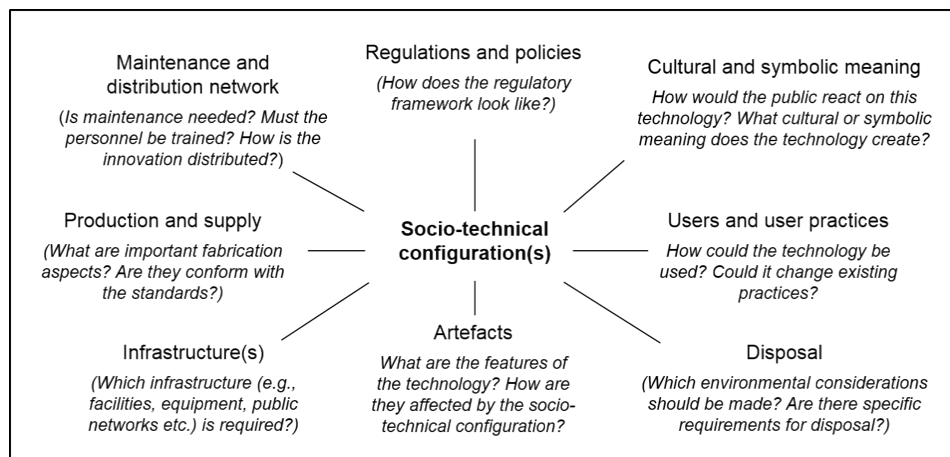 Maintenance and
distribution network
(Is maintenance needed? Must the
personnel be trained? How is the
innovation distributed?)
Regulations and policies
(How does the regulatory
framework look like?)
Cultural and symbolic meaning
How would the public react on this
technology? What cultural or symbolic
meaning does the technology create?
Production and supply
(What are important fabrication
aspects? Are they conform with
the standards?)
Socio-technical
configuration(s)
Users and user practices
How could the technology be
used? Could it change existing
practices?
Infrastructure(s)
(Which infrastructure (e.g.,
facilities, equipment, public
networks etc.) is required?)
Artefacts
What are the features of
the technology? How are
they affected by the socio-
technical configuration?
Disposal
(Which environmental considerations
should be made? Are there specific
requirements for disposal?)